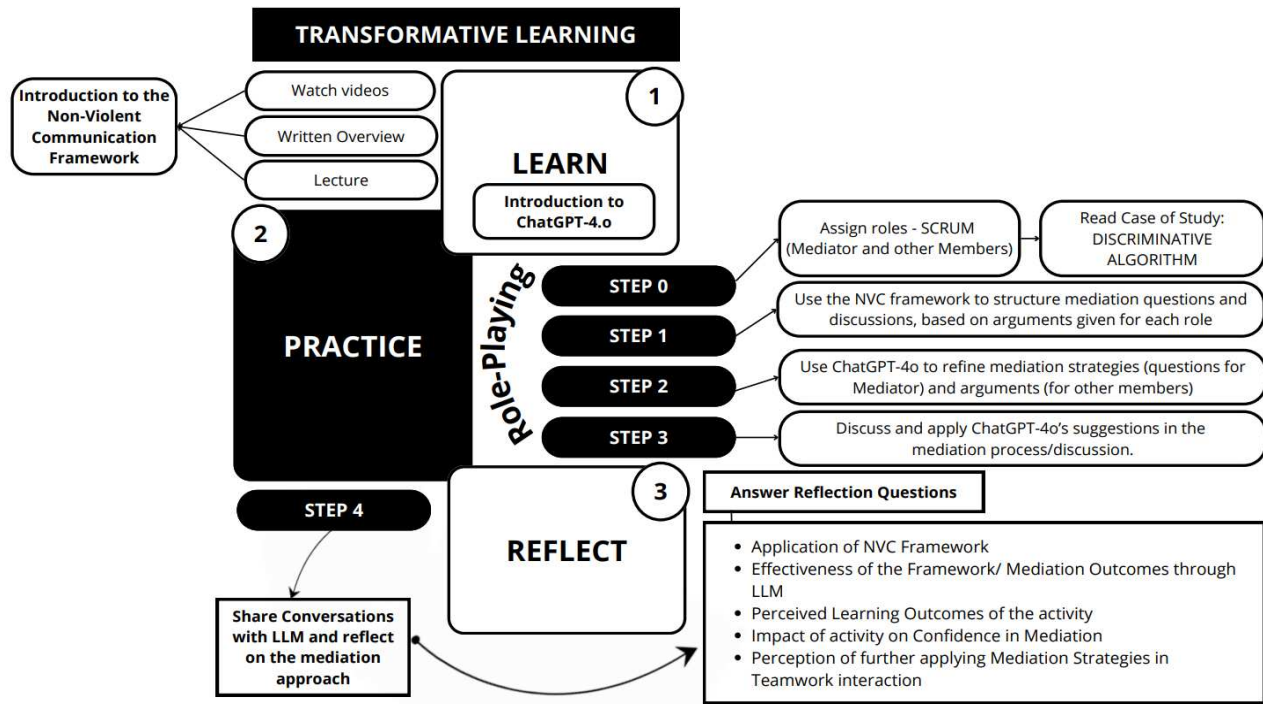 TRANSFORMATIVE LEARNING
Introduction to the
Non-Violent
Communication
Framework
Watch videos
Written Overview
Lecture
1
LEARN
Introduction to
ChatGPT-4.o
2
PRACTICE
Role-Playing
STEP 0
Assign roles - SCRUM
(Mediator and other Members)
Read Case of Study:
DISCRIMINATIVE
ALGORITHM
STEP 1
Use the NVC framework to structure mediation questions and
discussions, based on arguments given for each role
STEP 2
Use ChatGPT-4o to refine mediation strategies (questions for
Mediator) and arguments (for other members)
STEP 3
Discuss and apply ChatGPT-4o’s suggestions in the
mediation process/discussion.
STEP 4
Share Conversations
with LLM and reflect
on the mediation
approach
3
REFLECT
Answer Reflection Questions
• Application of NVC Framework
• Effectiveness of the Framework/ Mediation Outcomes through
LLM
• Perceived Learning Outcomes of the activity
• Impact of activity on Confidence in Mediation
• Perception of further applying Mediation Strategies in
Teamwork interaction